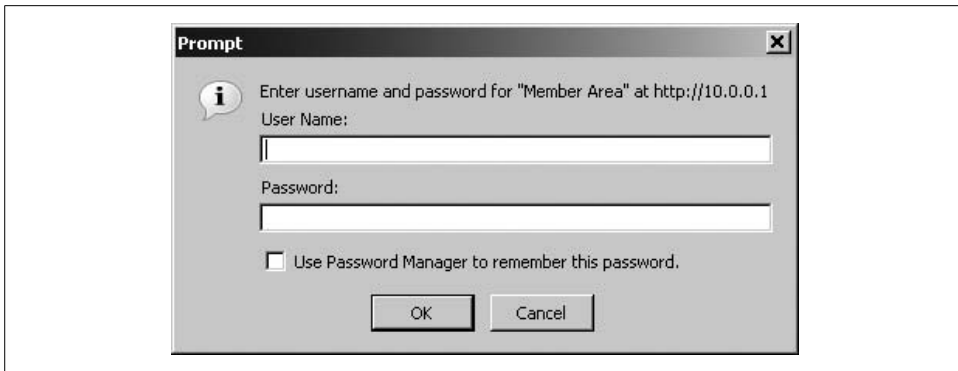 Prompt
Enter username and password for "Member Area" at http://10.0.0.1
User Name:
Password:
Use Password Manager to remember this password.
OK
Cancel